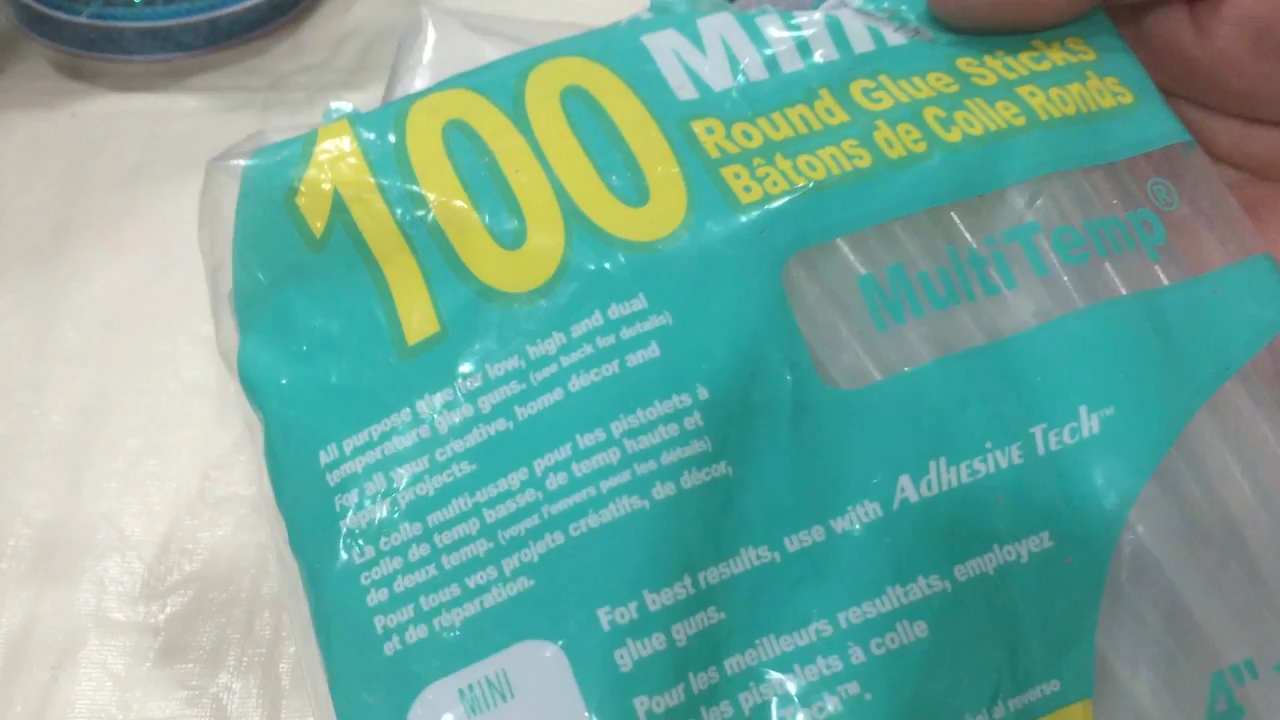 100 Mini
Round Glue Sticks
Bâtons de Colle Ronds
MultiTemp®
All purpose glue for low, high and dual
temperature glue guns. (see back for details)
For all your creative, home décor and
repair projects.
La colle multi-usage pour les pistolets à
colle de temp basse, de temp haute et
de deux temp. (voyez l'envers pour les détails)
Pour tous vos projets créatifs, de décor,
et de réparation.
For best results, use with Adhesive Tech™
glue guns.
Pour les meilleurs resultats, employez
les pistolets à colle
Tech™.
al reverso
MINI
4"